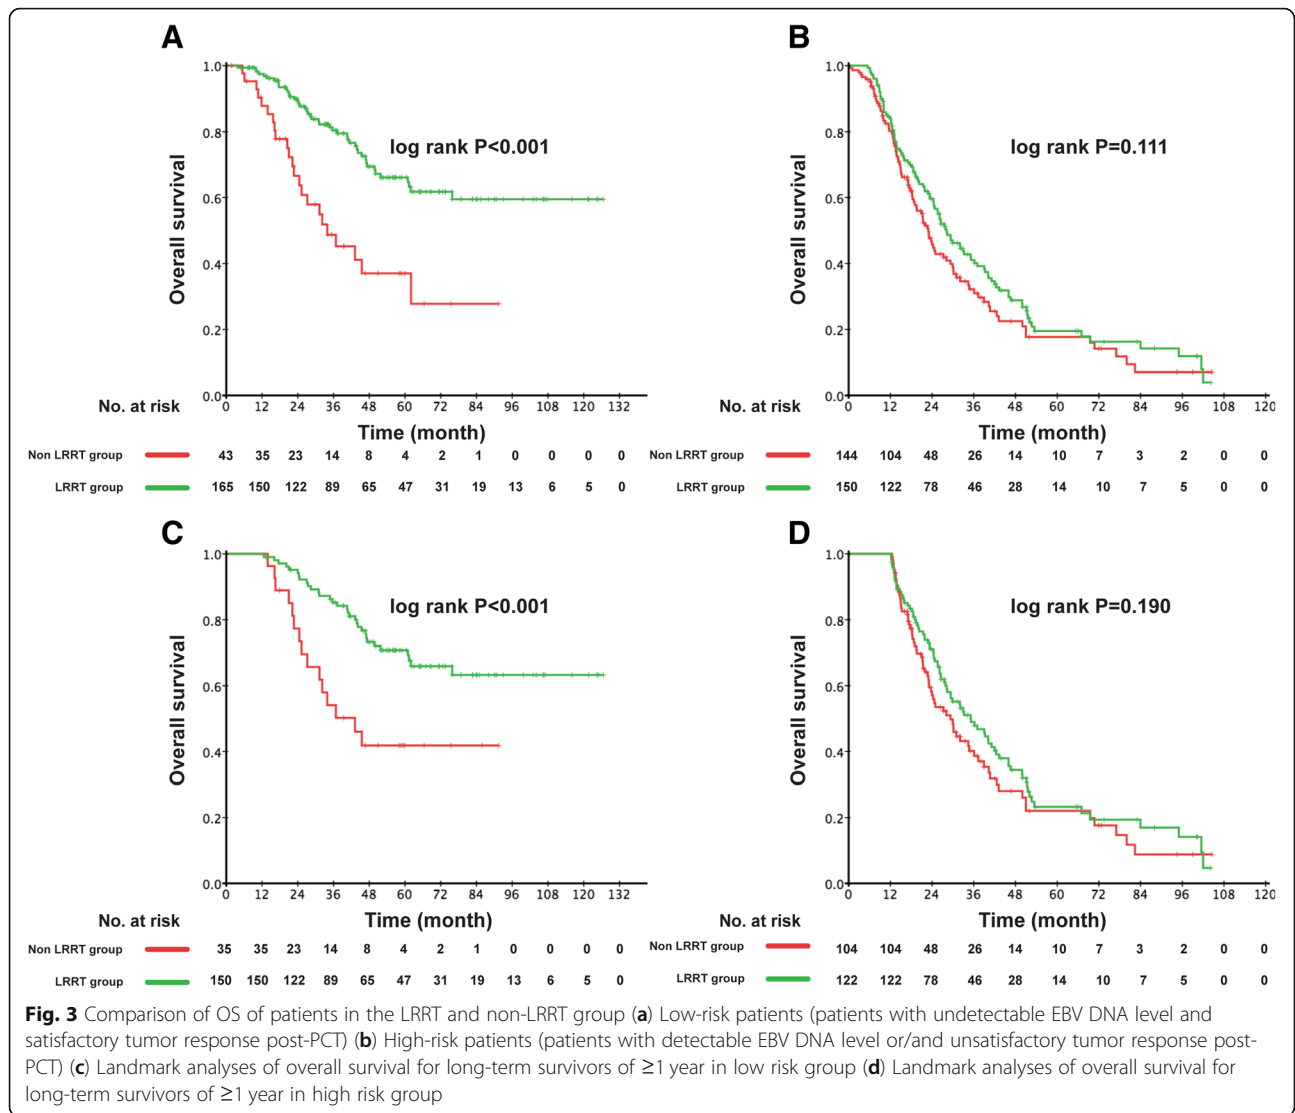 A
1.0
0.8
0.6
0.4
0.2
0.0
Overall survival
log rank P<0.001
0 12 24 36 48 60 72 84 96 108 120 132
No. at risk
Time (month)
Non LRRT group 43 35 23 14 8 4 2 1 0 0 0 0
LRRT group 165 150 122 89 65 47 31 19 13 6 5 0
B
1.0
0.8
0.6
0.4
0.2
0.0
Overall survival
log rank P=0.111
0 12 24 36 48 60 72 84 96 108 120
No. at risk
Time (month)
Non LRRT group 144 104 48 26 14 10 7 3 2 0 0
LRRT group 150 122 78 46 28 14 10 7 5 0 0
C
1.0
0.8
0.6
0.4
0.2
0.0
Overall survival
log rank P<0.001
0 12 24 36 48 60 72 84 96 108 120 132
No. at risk
Time (month)
Non LRRT group 35 35 23 14 8 4 2 1 0 0 0 0
LRRT group 150 150 122 89 65 47 31 19 13 6 5 0
D
1.0
0.8
0.6
0.4
0.2
0.0
Overall survival
log rank P=0.190
0 12 24 36 48 60 72 84 96 108 120
No. at risk
Time (month)
Non LRRT group 104 104 48 26 14 10 7 3 2 0 0
LRRT group 122 122 78 46 28 14 10 7 5 0 0
Fig. 3 Comparison of OS of patients in the LRRT and non-LRRT group (a) Low-risk patients (patients with undetectable EBV DNA level and
satisfactory tumor response post-PCT) (b) High-risk patients (patients with detectable EBV DNA level or/and unsatisfactory tumor response post-
PCT) (c) Landmark analyses of overall survival for long-term survivors of ≥1 year in low risk group (d) Landmark analyses of overall survival for
long-term survivors of ≥1 year in high risk group